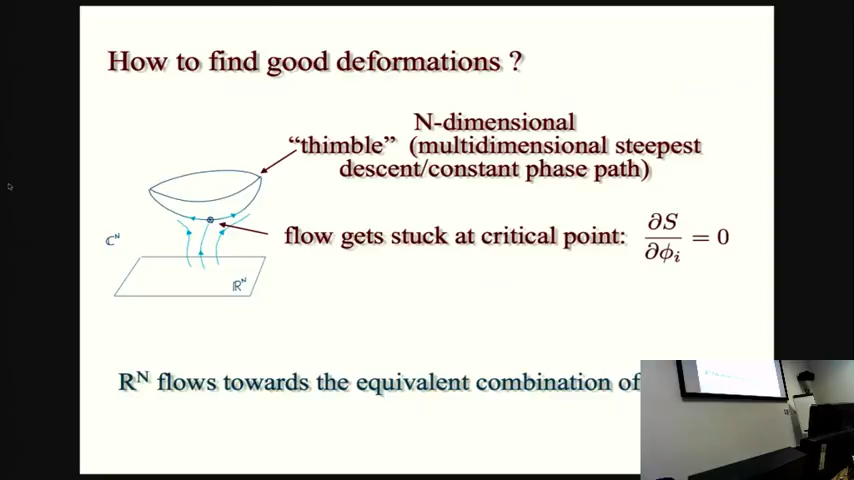 How to find good deformations ?
N-dimensional
“thimble” (multidimensional steepest
descent/constant phase path)
flow gets stuck at critical point: ∂S/∂ϕᵢ = 0
ℂᴺ
ℝᴺ
Rᴺ flows towards the equivalent combination of